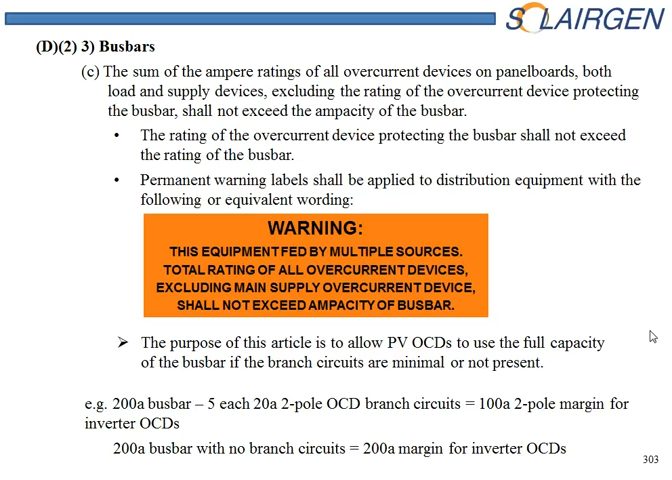 SOLAIRGEN
(D)(2) 3) Busbars
(c) The sum of the ampere ratings of all overcurrent devices on panelboards, both
load and supply devices, excluding the rating of the overcurrent device protecting
the busbar, shall not exceed the ampacity of the busbar.
• The rating of the overcurrent device protecting the busbar shall not exceed
the rating of the busbar.
• Permanent warning labels shall be applied to distribution equipment with the
following or equivalent wording:
WARNING:
THIS EQUIPMENT FED BY MULTIPLE SOURCES.
TOTAL RATING OF ALL OVERCURRENT DEVICES,
EXCLUDING MAIN SUPPLY OVERCURRENT DEVICE,
SHALL NOT EXCEED AMPACITY OF BUSBAR.
➢ The purpose of this article is to allow PV OCDs to use the full capacity
of the busbar if the branch circuits are minimal or not present.
e.g. 200a busbar – 5 each 20a 2-pole OCD branch circuits = 100a 2-pole margin for
inverter OCDs
200a busbar with no branch circuits = 200a margin for inverter OCDs
303